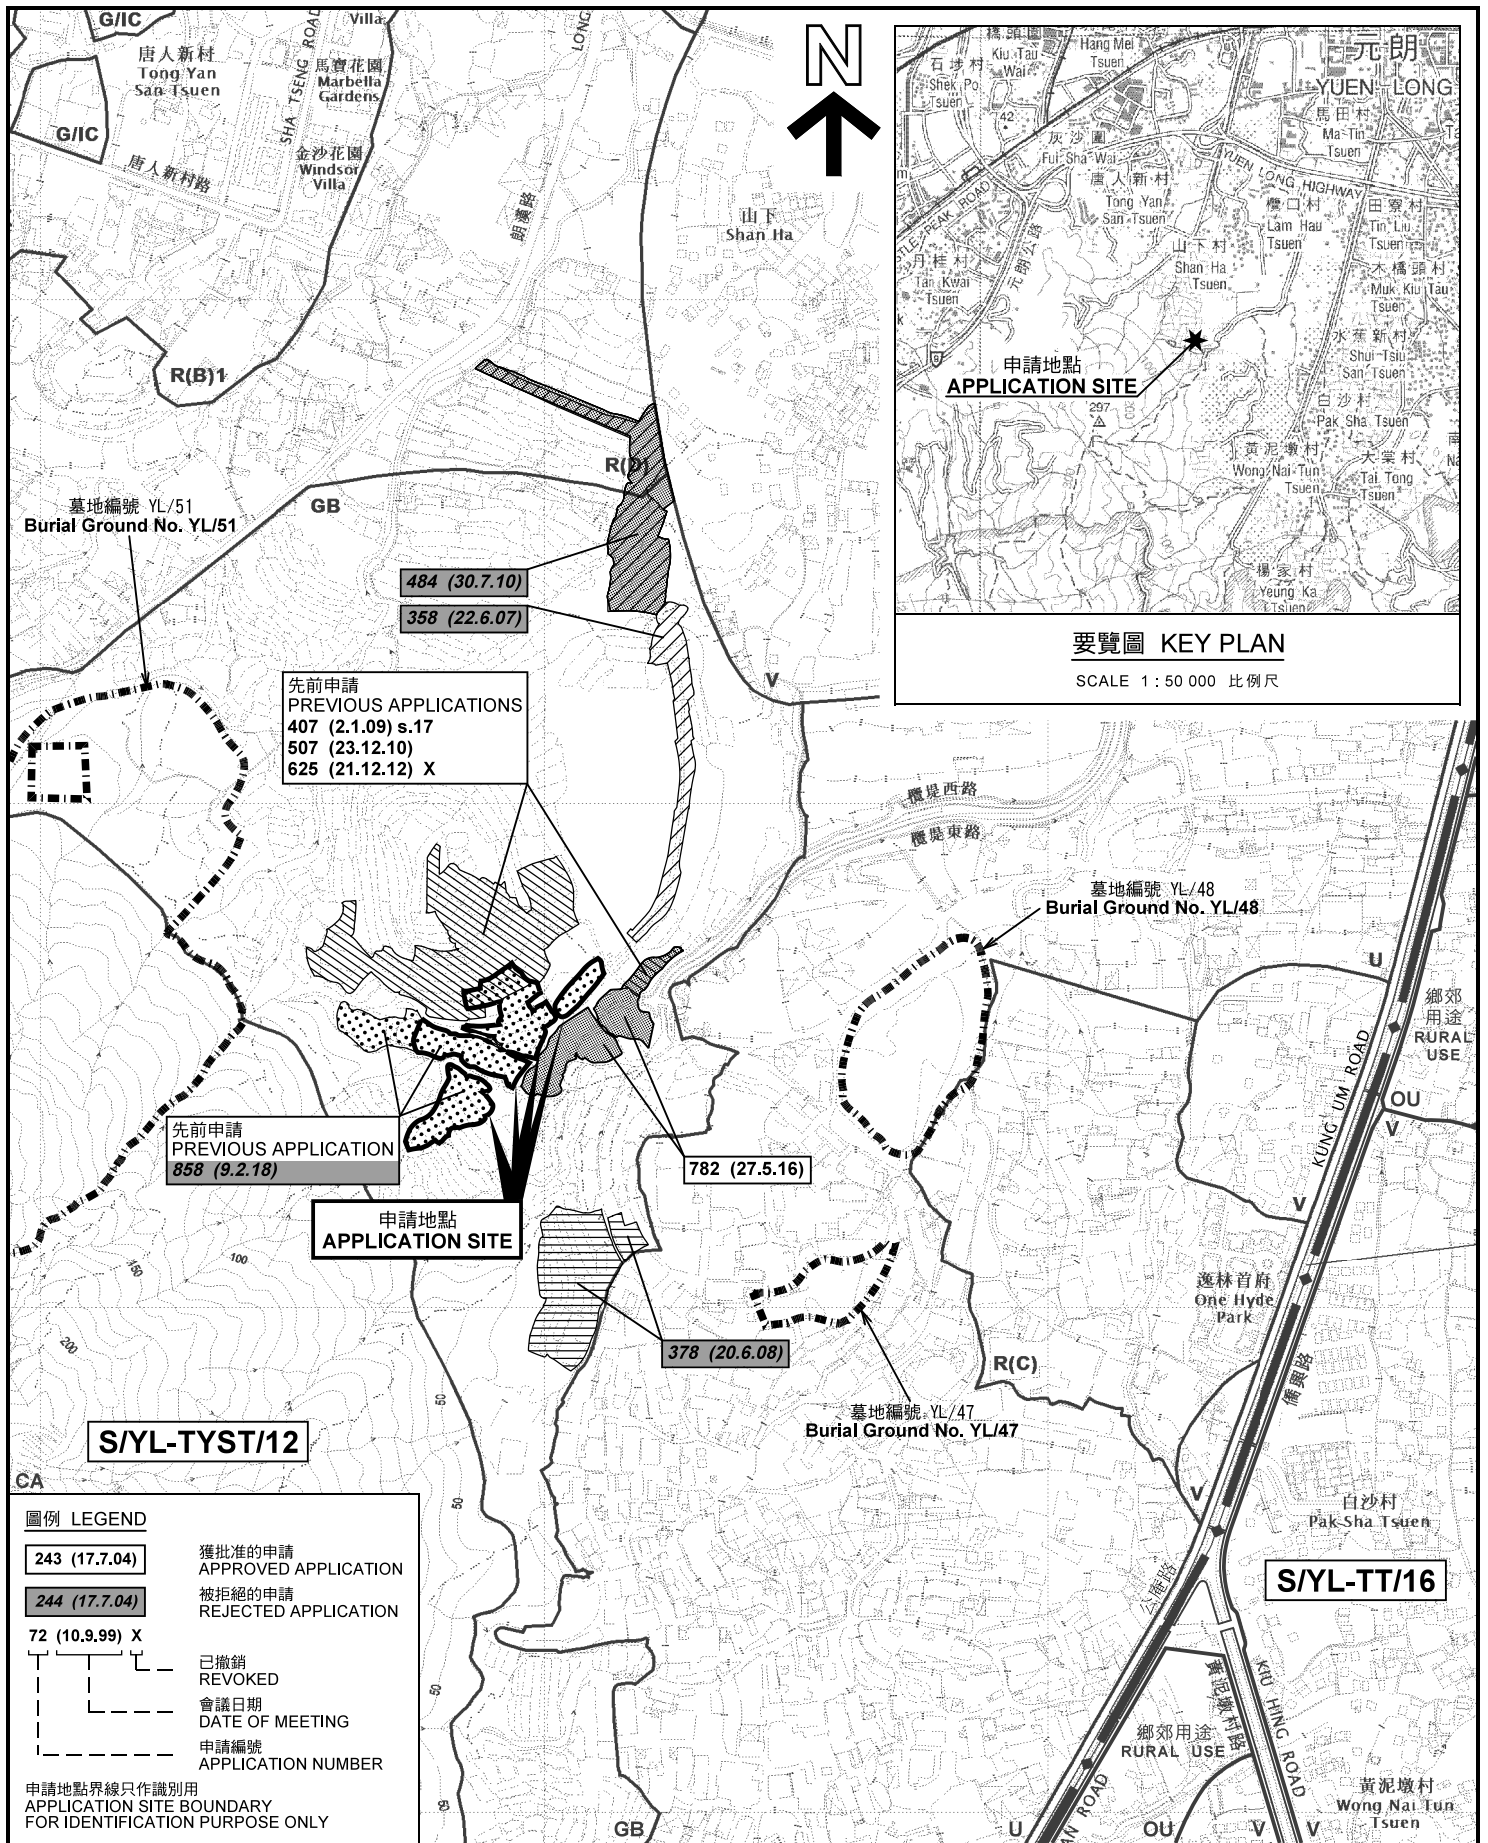 G/IC
Villa
唐人新村
Tong Yan
San Tsuen
SHA TSENG ROAD
馬寶花園
Marbella
Gardens
LONG
G/IC
唐人新村路
金沙花園
Windsor
Villa
朗漢路
山下
Shan Ha
N
R(B)1
R(D)
GB
墓地編號 YL/51
Burial Ground No. YL/51
484 (30.7.10)
358 (22.6.07)
V
先前申請
PREVIOUS APPLICATIONS
407 (2.1.09) s.17
507 (23.12.10)
625 (21.12.12) X
橋頭圍
Kiu Tau
Wai
Hang Mei
Tsuen
石埗村
Shek Po
Tsuen
元朗
YUEN LONG
42
灰沙圍
Fui Sha Wai
馬田村
Ma Tin
Tsuen
唐人新村
Tong Yan
San Tsuen
YUEN LONG HIGHWAY
欖口村
Lam Hau
Tsuen
田寮村
Tin Liu
Tsuen
TLE PEAK ROAD
丹桂村
Tan Kwai
Tsuen
元朗公路
山下村
Shan Ha
Tsuen
木橋頭村
Muk Kiu Tau
Tsuen
申請地點
APPLICATION SITE
水蕉新村
Shui Tsiu
San Tsuen
297
白沙村
Pak Sha Tsuen
黃泥墩村
Wong Nai Tun
Tsuen
大棠村
Tai Tong
Tsuen
楊家村
Yeung Ka
Tsuen
要覽圖 KEY PLAN
SCALE 1 : 50 000 比例尺
欖堤西路
欖堤東路
墓地編號 YL/48
Burial Ground No. YL/48
U
鄉郊
用途
RURAL
USE
KUNG UM ROAD
OU
V
V
先前申請
PREVIOUS APPLICATION
858 (9.2.18)
782 (27.5.16)
申請地點
APPLICATION SITE
100
150
200
逸林首府
One Hyde
Park
378 (20.6.08)
R(C)
僑興路
50
墓地編號 YL/47
Burial Ground No. YL/47
S/YL-TYST/12
CA
50
V
白沙村
Pak Sha Tsuen
S/YL-TT/16
公庵路
圖例 LEGEND
243 (17.7.04)
獲批准的申請
APPROVED APPLICATION
244 (17.7.04)
被拒絕的申請
REJECTED APPLICATION
72 (10.9.99) X
已撤銷
REVOKED
會議日期
DATE OF MEETING
申請編號
APPLICATION NUMBER
申請地點界線只作識別用
APPLICATION SITE BOUNDARY
FOR IDENTIFICATION PURPOSE ONLY
50
黃泥墩村路
KIU HING ROAD
鄉郊用途
RURAL USE
黃泥墩村
Wong Nai Tun
Tsuen
GB
U
AN ROAD
OU
V
V